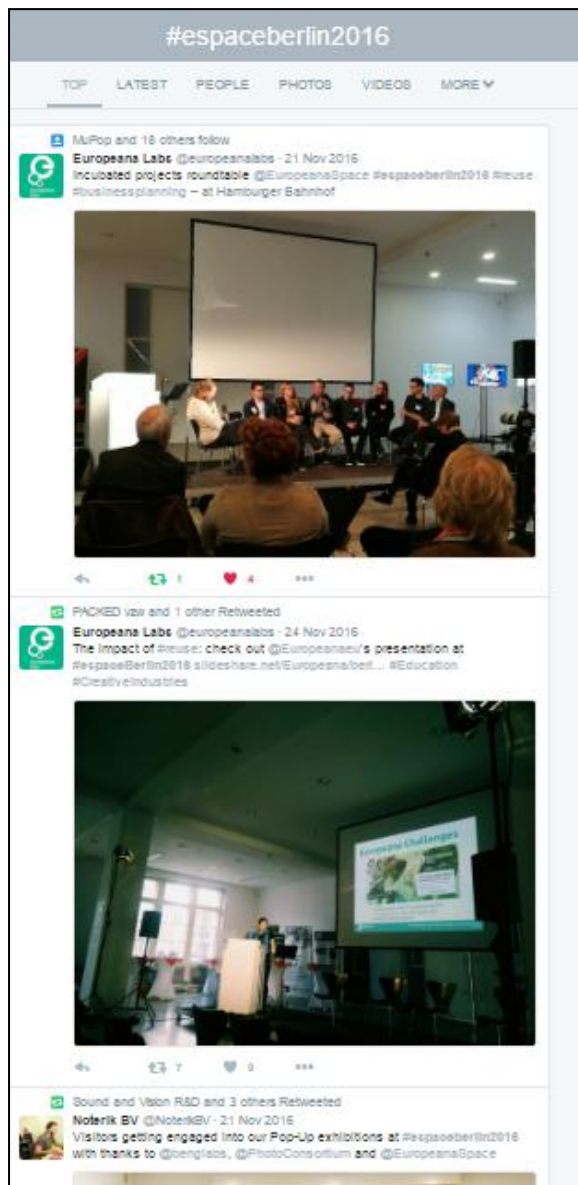 #espaceberlin2016
TOP LATEST PEOPLE PHOTOS VIDEOS MORE
MuPop and 18 others follow
Europeana Labs @europeanalabs · 21 Nov 2016
Incubated projects roundtable @EuropeanaSpace #espaceberlin2016 #reuse
#businessplanning – at Hamburger Bahnhof
1 4
PACKED vzw and 1 other Retweeted
Europeana Labs @europeanalabs · 24 Nov 2016
The impact of #reuse: check out @Europeanaeu's presentation at
#espaceBerlin2016 slideshare.net/Europeana/berl... #Education
#CreativeIndustries
Europeana Challenges
7 9
Sound and Vision R&D and 3 others Retweeted
Noterik BV @NoterikBV · 21 Nov 2016
Visitors getting engaged into our Pop-Up exhibitions at #espaceberlin2016
with thanks to @benglabs, @PhotoConsortium and @EuropeanaSpace